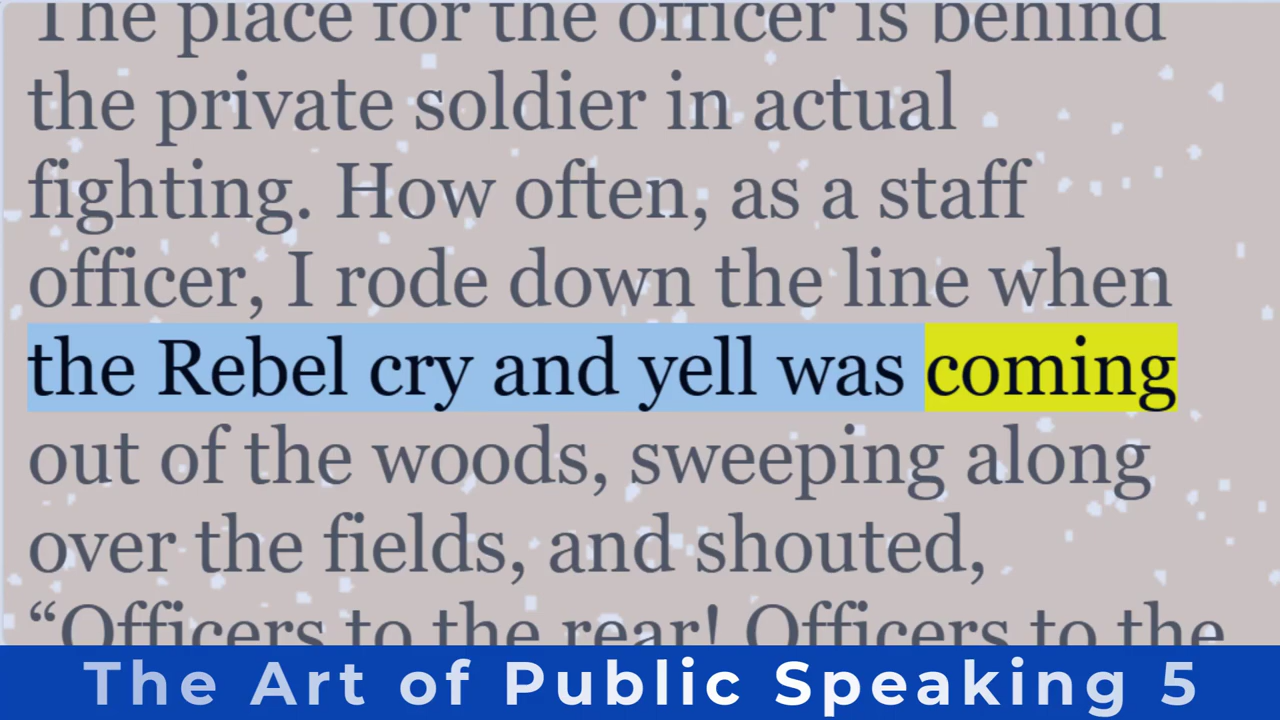 The place for the officer is behind
the private soldier in actual
fighting. How often, as a staff
officer, I rode down the line when
the Rebel cry and yell was coming
out of the woods, sweeping along
over the fields, and shouted,
“Officers to the rear! Officers to the
The Art of Public Speaking 5